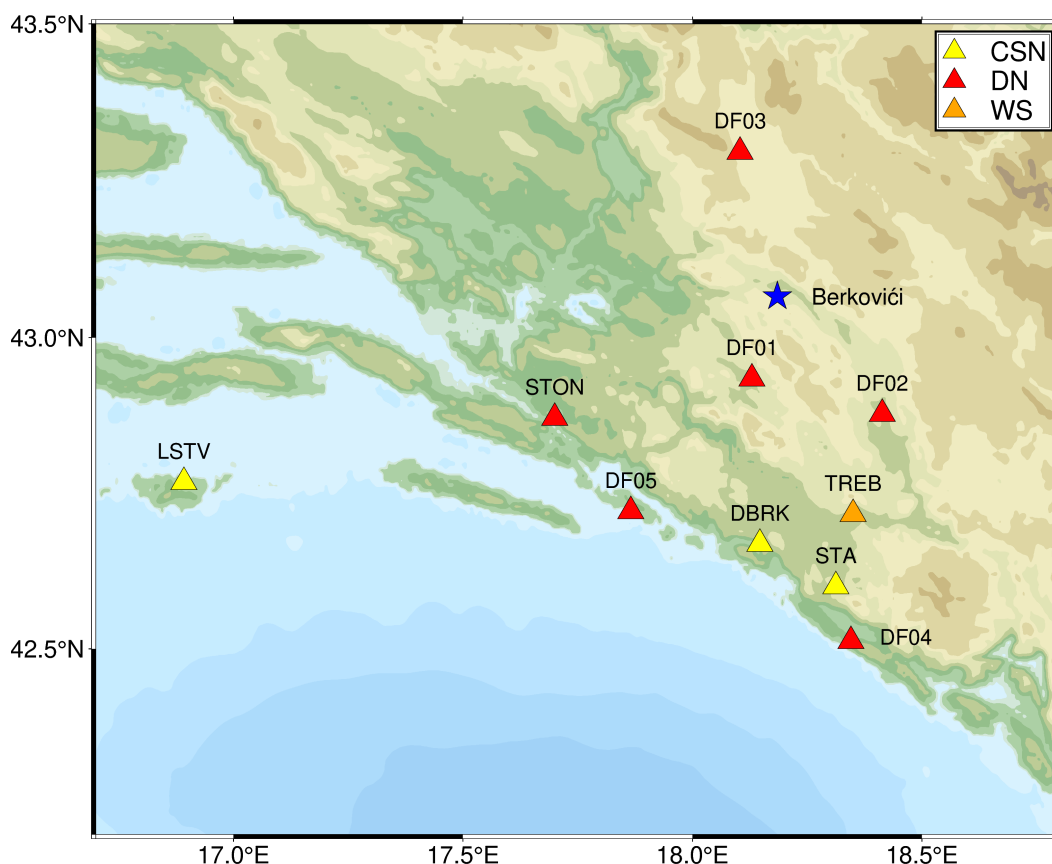 43.5°N
CSN
DN
WS
DF03
Berkovići
43.0°N
DF01
DF02
STON
LSTV
DF05
TREB
DBRK
STA
DF04
42.5°N
17.0°E
17.5°E
18.0°E
18.5°E